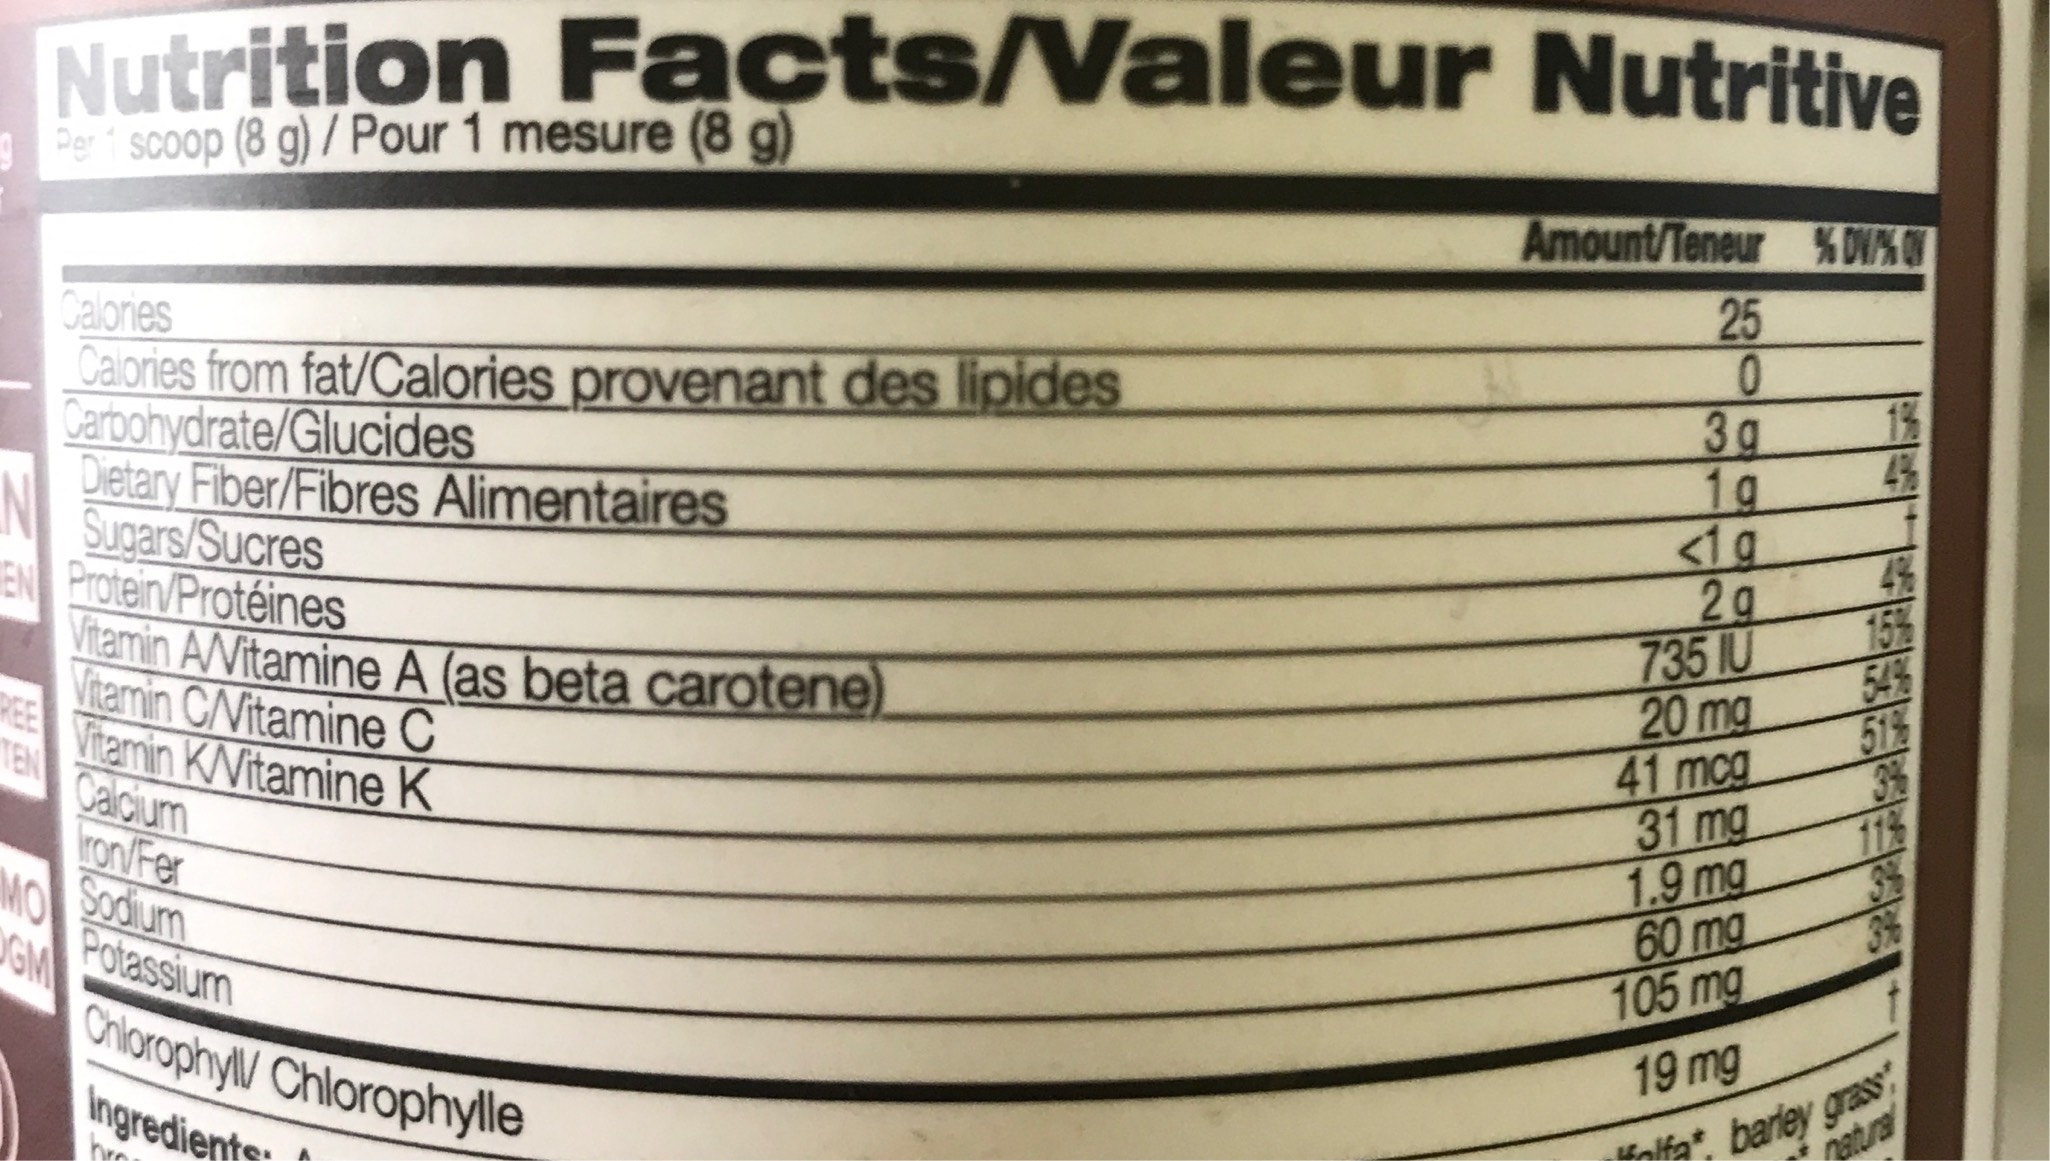 Nutrition Facts/Valeur Nutritive
Per 1 scoop (8 g) / Pour 1 mesure (8 g)
Amount/Teneur % DV/% QV
Calories 25
Calories from fat/Calories provenant des lipides 0
Carbohydrate/Glucides 3 g 1%
Dietary Fiber/Fibres Alimentaires 1 g 4%
Sugars/Sucres <1 g †
Protein/Protéines 2 g 4%
Vitamin A/Vitamine A (as beta carotene) 735 IU 15%
Vitamin C/Vitamine C 20 mg 54%
Vitamin K/Vitamine K 41 mcg 51%
Calcium 31 mg 3%
Iron/Fer 1.9 mg 11%
Sodium 60 mg 3%
Potassium 105 mg 3%
Chlorophyll/ Chlorophylle 19 mg †
Ingredients: barley grass*,
natural